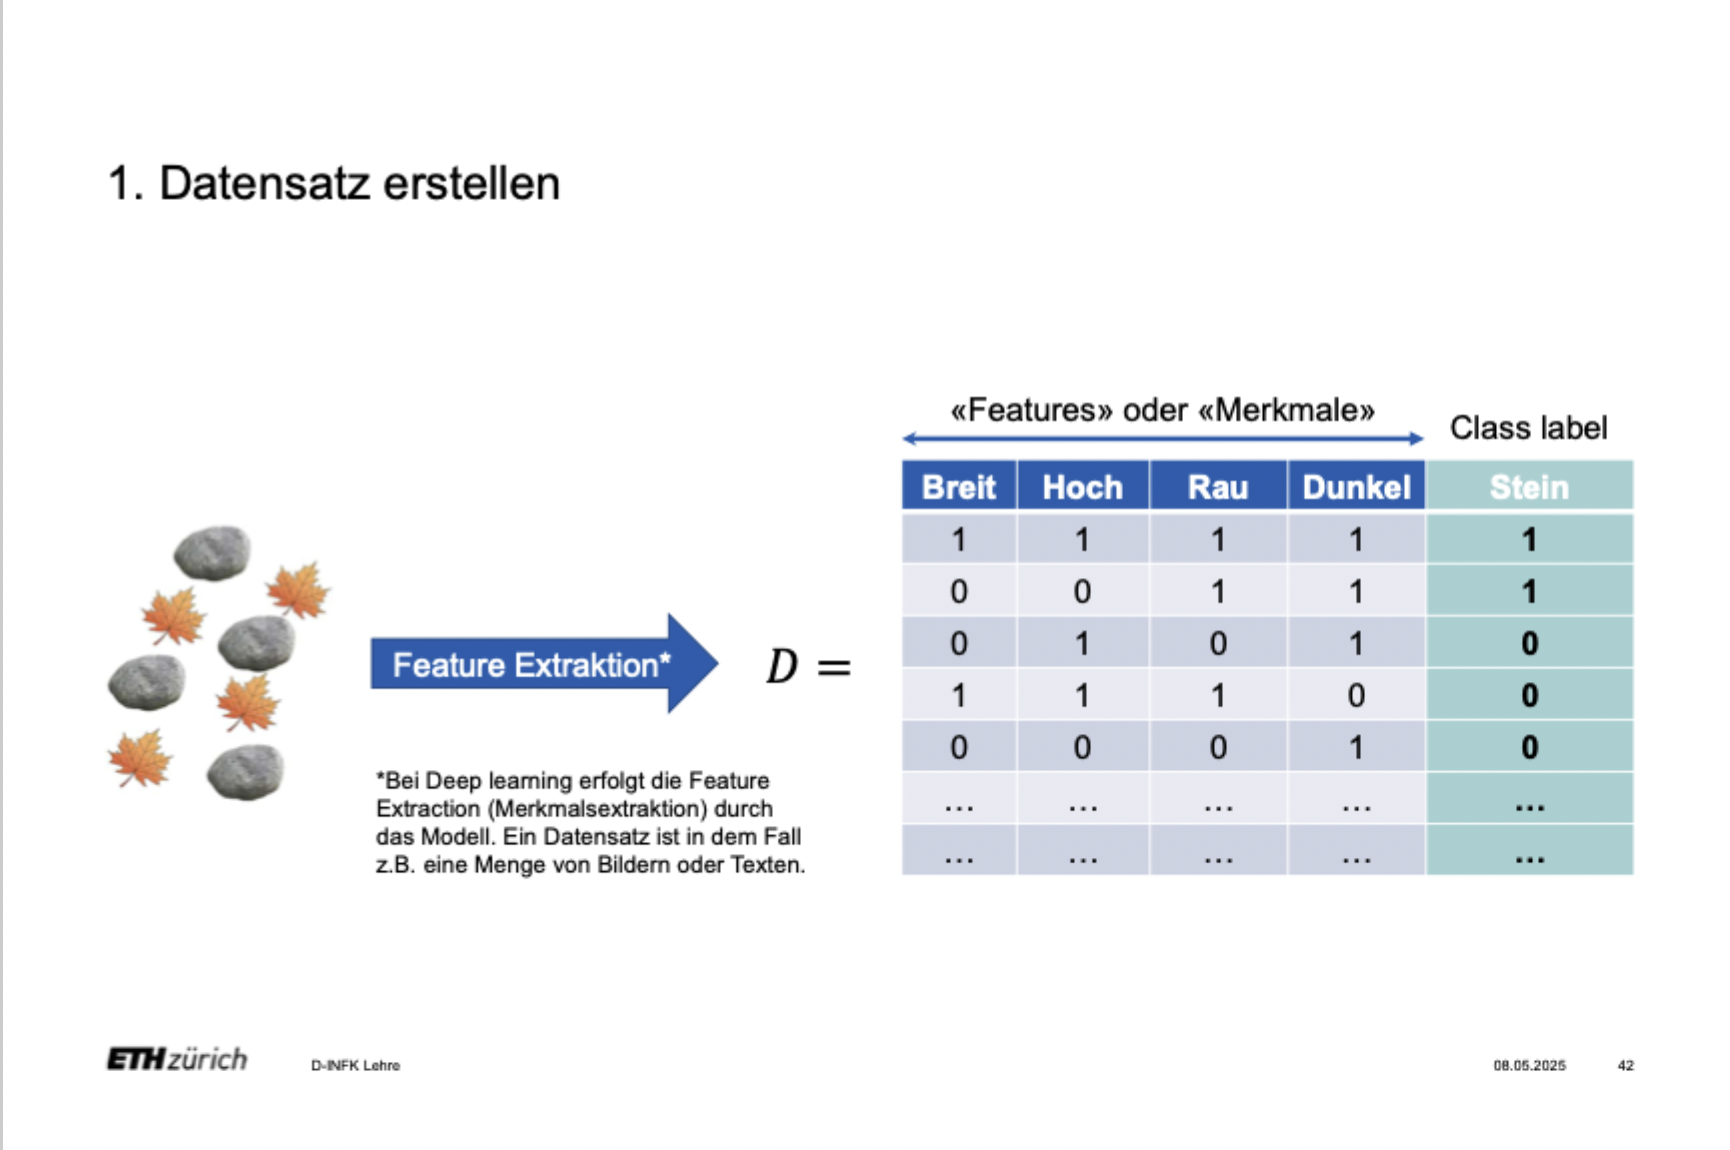 1. Datensatz erstellen
«Features» oder «Merkmale»
Class label
Breit Hoch Rau Dunkel Stein
1 1 1 1 1
0 0 1 1 1
0 1 0 1 0
1 1 1 0 0
0 0 0 1 0
... ... ... ... ...
... ... ... ... ...
Feature Extraktion*
D =
*Bei Deep learning erfolgt die Feature
Extraction (Merkmalsextraktion) durch
das Modell. Ein Datensatz ist in dem Fall
z.B. eine Menge von Bildern oder Texten.
ETH zürich
D-INFK Lehre
08.05.2025
42